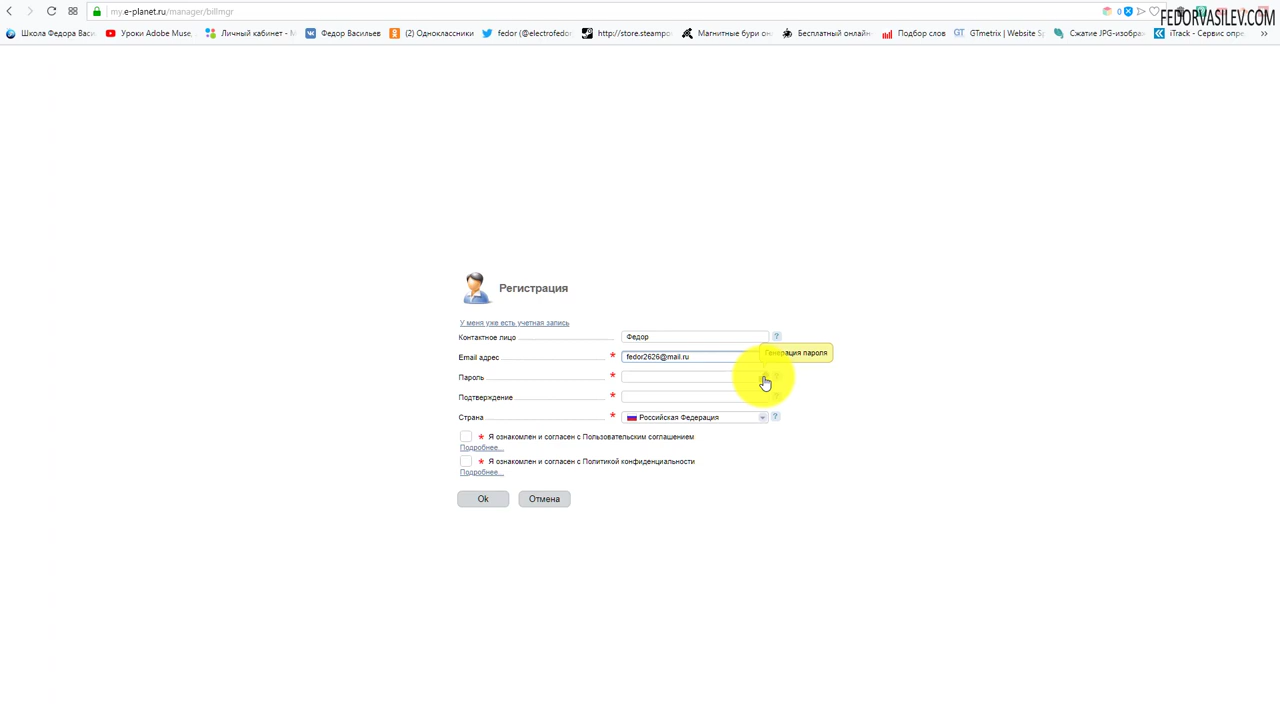 my.e-planet.ru/manager/billmgr
0
FEDORVASILEV.COM
Школа Федора Васи
Уроки Adobe Muse,
Личный кабинет - М
Федор Васильев
(2) Одноклассники
fedor (@electrofedor
http://store.steampo
Магнитные бури он
Бесплатный онлайн
Подбор слов
GT GTmetrix | Website Sp
Сжатие JPG-изобра
iTrack - Сервис опре
Регистрация
У меня уже есть учетная запись
Контактное лицо Федор ?
Email адрес * fedor2626@mail.ru
Генерация пароля
Пароль *
Подтверждение *
Страна * Российская Федерация ?
* Я ознакомлен и согласен с Пользовательским соглашением
Подробнее...
* Я ознакомлен и согласен с Политикой конфиденциальности
Подробнее...
Ok Отмена